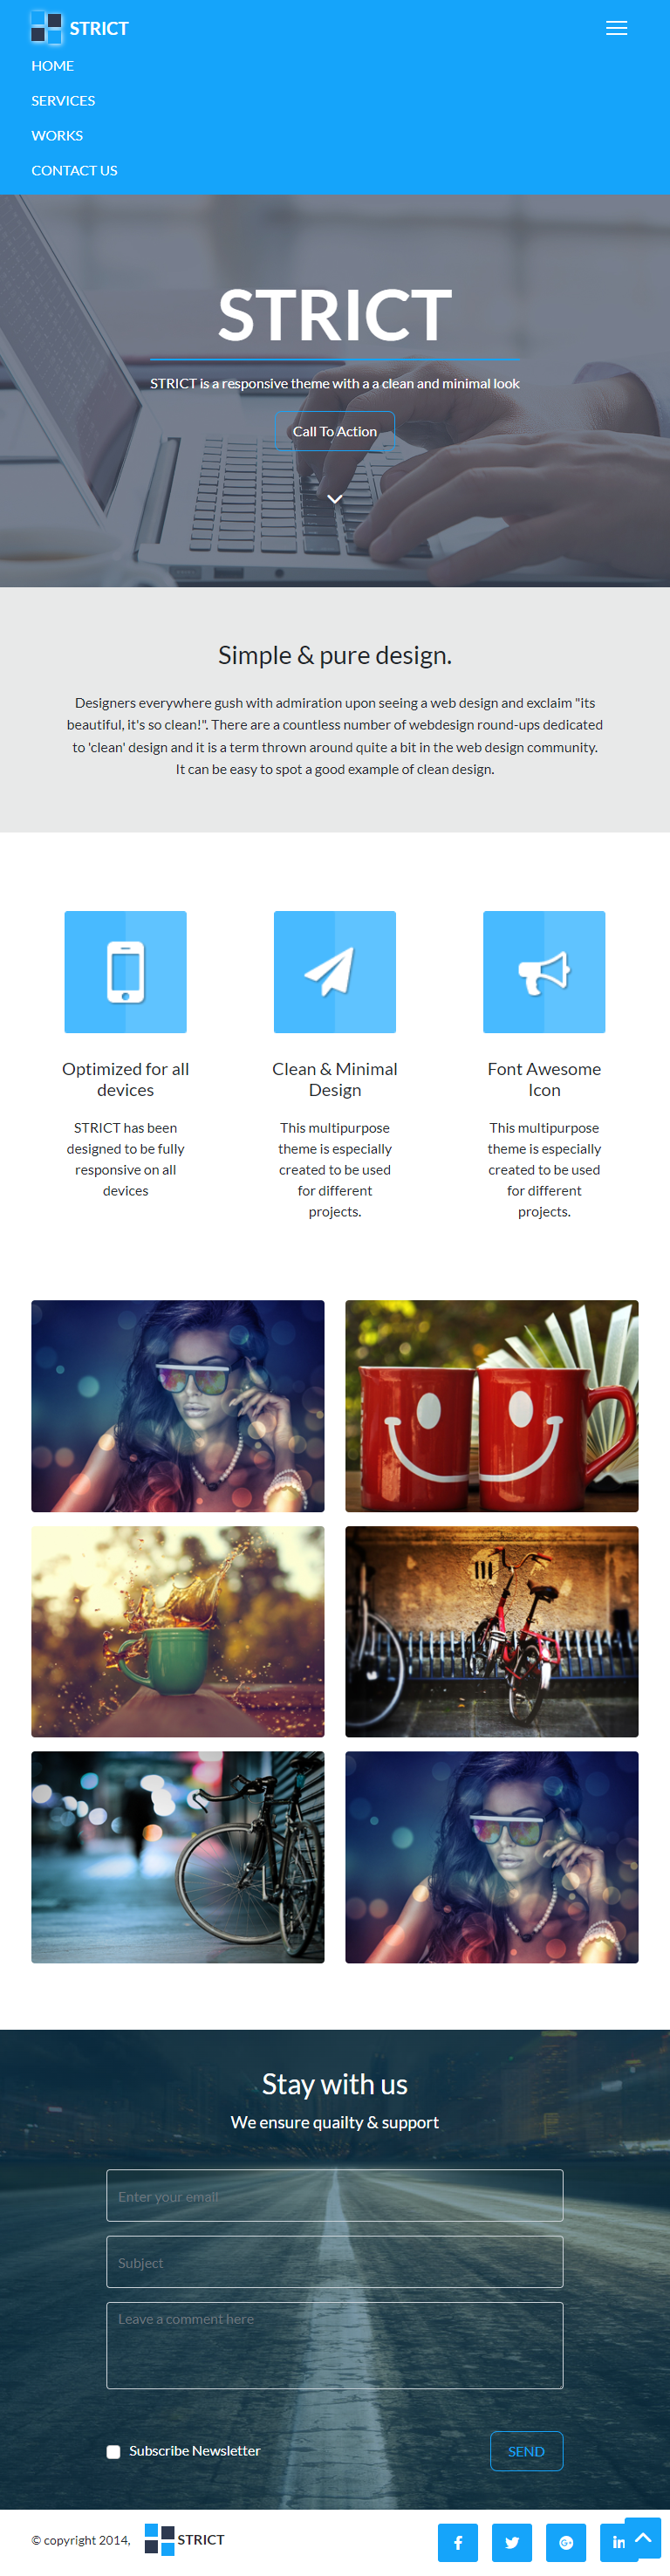 STRICT
HOME
SERVICES
WORKS
CONTACT US
STRICT
STRICT is a responsive theme with a a clean and minimal look
Call To Action
Simple & pure design.
Designers everywhere gush with admiration upon seeing a web design and exclaim "its
beautiful, it's so clean!". There are a countless number of webdesign round-ups dedicated
to 'clean' design and it is a term thrown around quite a bit in the web design community.
It can be easy to spot a good example of clean design.
Optimized for all
devices
STRICT has been
designed to be fully
responsive on all
devices
Clean & Minimal
Design
This multipurpose
theme is especially
created to be used
for different
projects.
Font Awesome
Icon
This multipurpose
theme is especially
created to be used
for different
projects.
Stay with us
We ensure quailty & support
Enter your email
Subject
Leave a comment here
Subscribe Newsletter
SEND
© copyright 2014,
STRICT